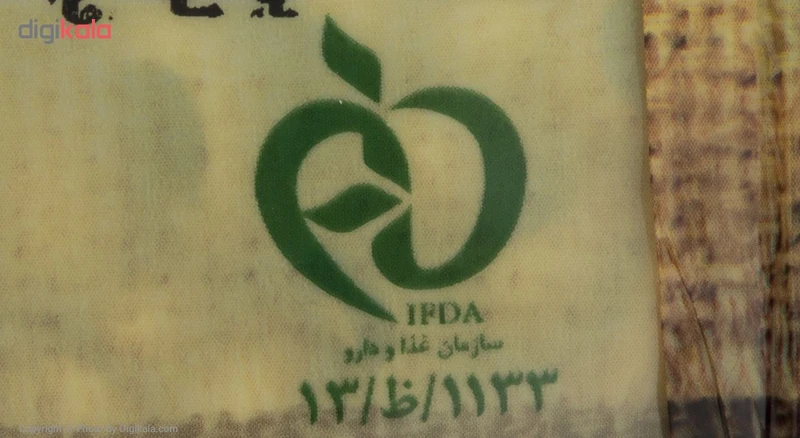 digikala
IFDA
سازمان غذا و دارو
۱۳/ظ/۱۱۳۳